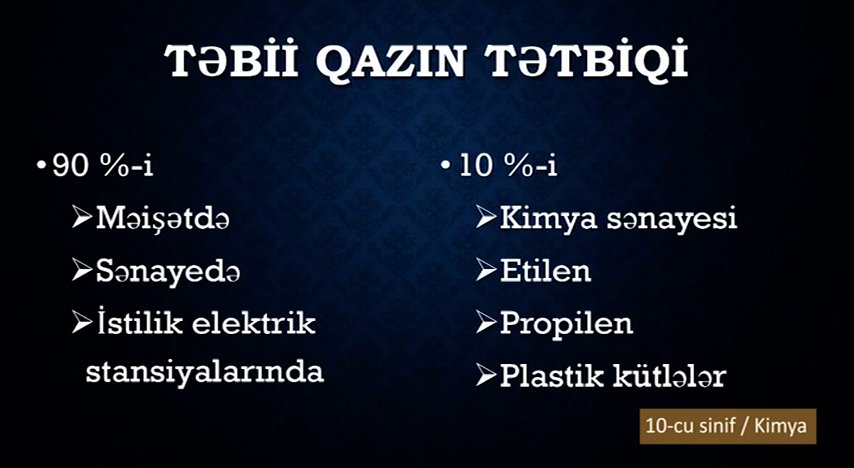 TƏBİİ QAZIN TƏTBİQİ
• 90 %-i
➢Məişətdə
➢Sənayedə
➢İstilik elektrik
stansiyalarında
• 10 %-i
➢Kimya sənayesi
➢Etilen
➢Propilen
➢Plastik kütlələr
10-cu sinif / Kimya